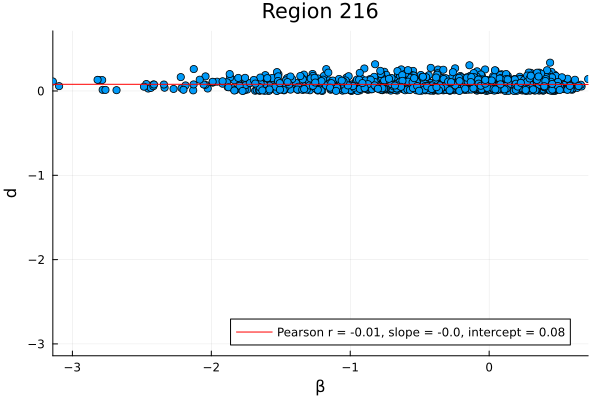 Region 216
d
0
−1
−2
−3
Pearson r = -0.01, slope = -0.0, intercept = 0.08
−3 −2 −1 0
β